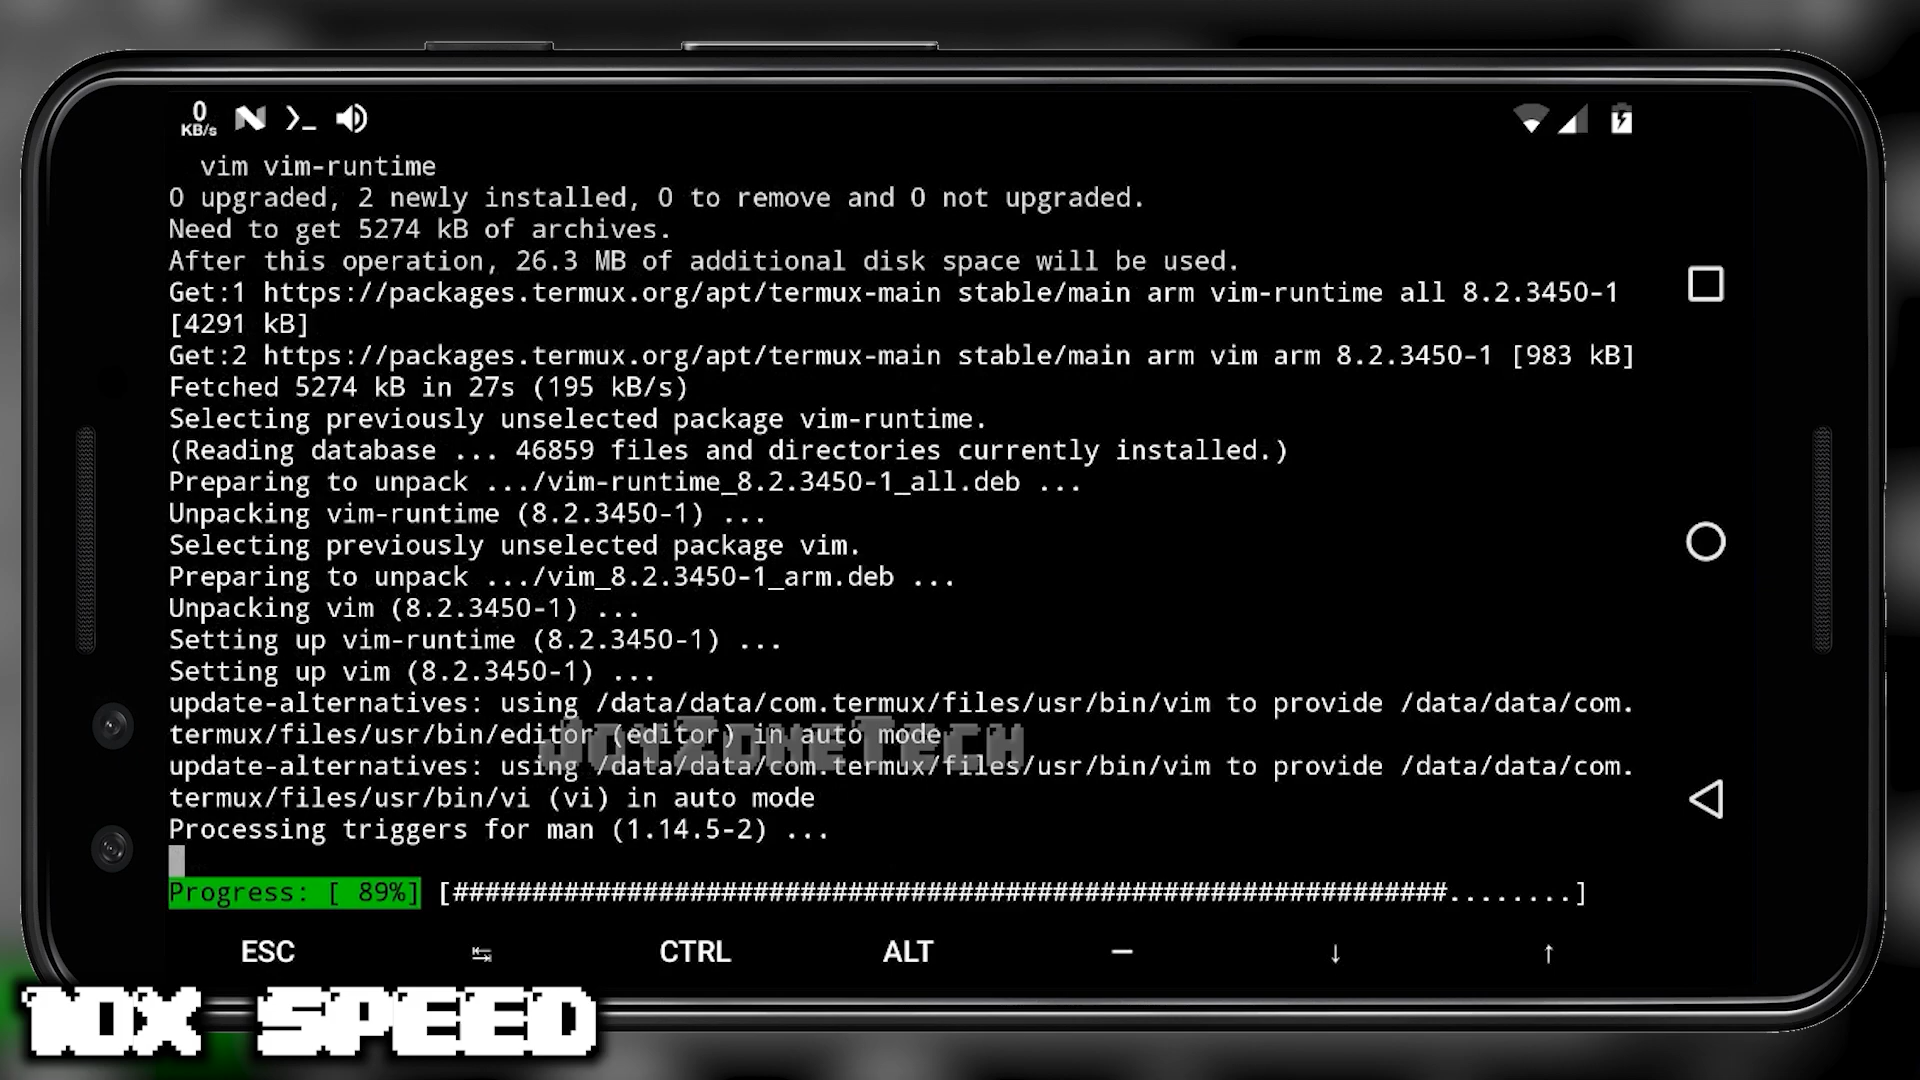 0
KB/s
vim vim-runtime
0 upgraded, 2 newly installed, 0 to remove and 0 not upgraded.
Need to get 5274 kB of archives.
After this operation, 26.3 MB of additional disk space will be used.
Get:1 https://packages.termux.org/apt/termux-main stable/main arm vim-runtime all 8.2.3450-1
[4291 kB]
Get:2 https://packages.termux.org/apt/termux-main stable/main arm vim arm 8.2.3450-1 [983 kB]
Fetched 5274 kB in 27s (195 kB/s)
Selecting previously unselected package vim-runtime.
(Reading database ... 46859 files and directories currently installed.)
Preparing to unpack .../vim-runtime_8.2.3450-1_all.deb ...
Unpacking vim-runtime (8.2.3450-1) ...
Selecting previously unselected package vim.
Preparing to unpack .../vim_8.2.3450-1_arm.deb ...
Unpacking vim (8.2.3450-1) ...
Setting up vim-runtime (8.2.3450-1) ...
Setting up vim (8.2.3450-1) ...
update-alternatives: using /data/data/com.termux/files/usr/bin/vim to provide /data/data/com.
termux/files/usr/bin/editor (editor) in auto mode
update-alternatives: using /data/data/com.termux/files/usr/bin/vim to provide /data/data/com.
termux/files/usr/bin/vi (vi) in auto mode
Processing triggers for man (1.14.5-2) ...
Progress: [ 89%] [###############################################################........]
ESC ↹ CTRL ALT — ↓ ↑
10X SPEED